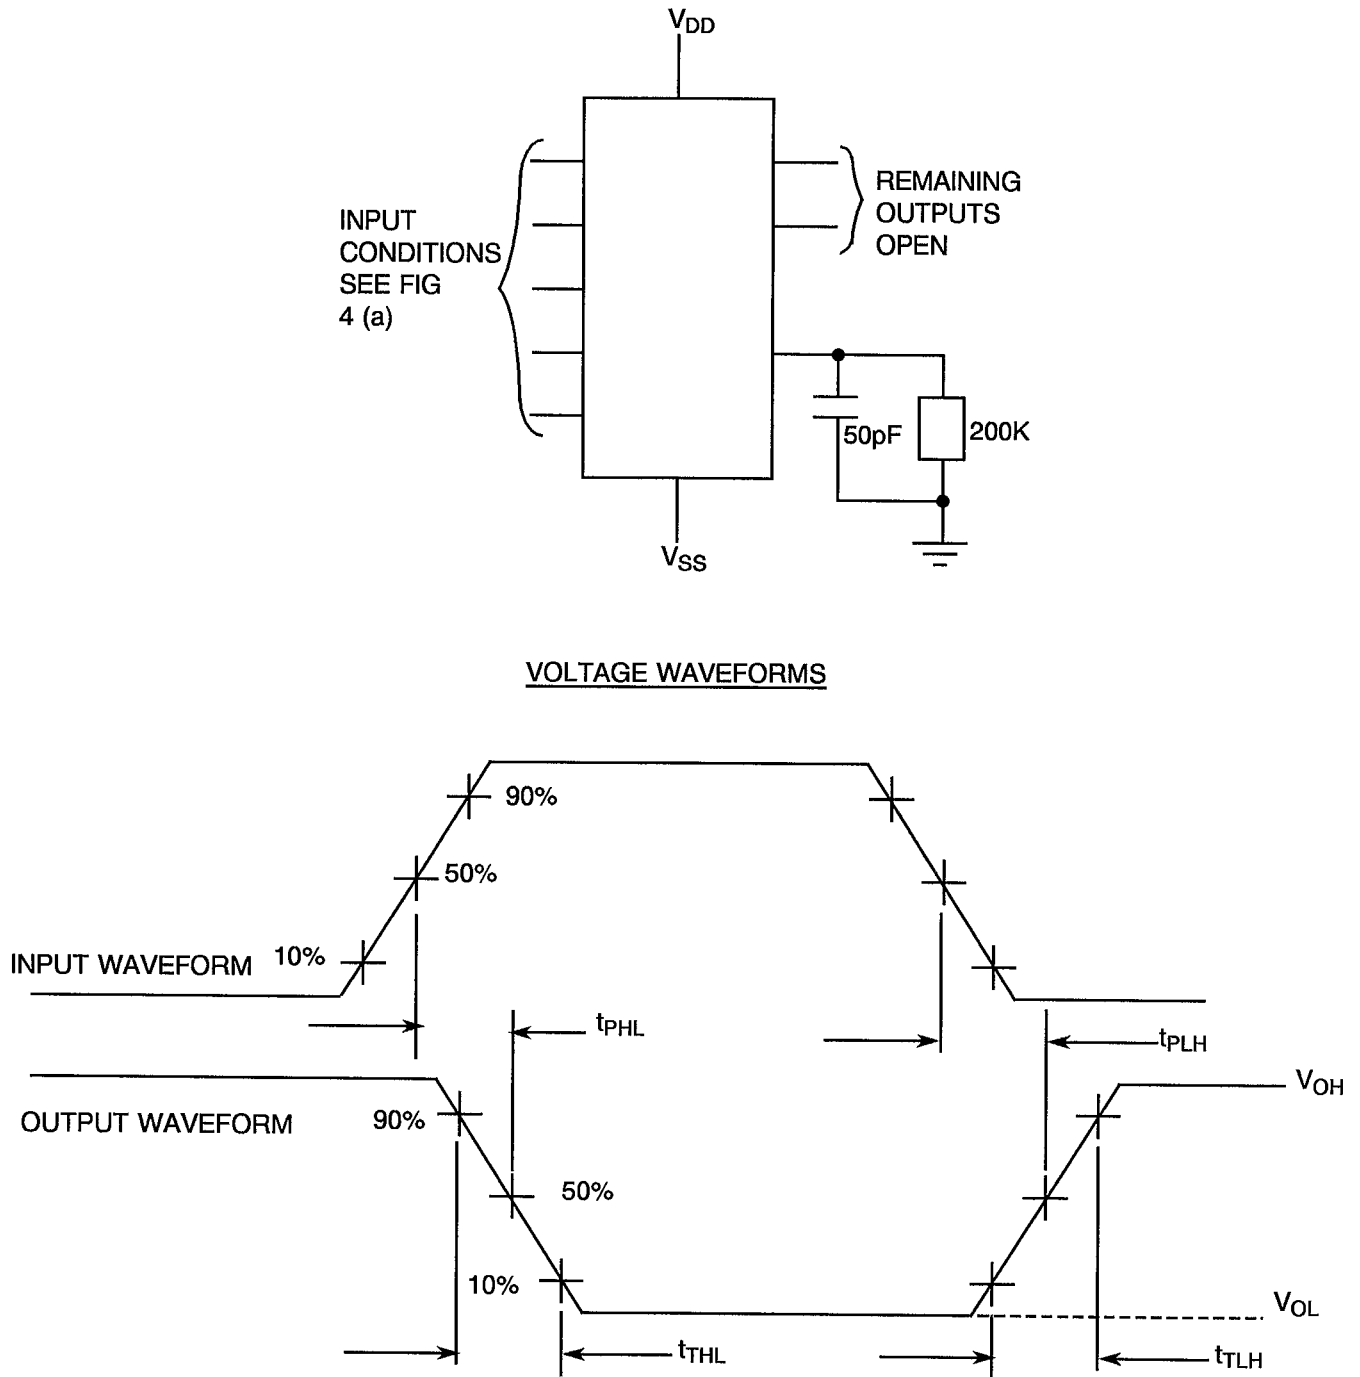 VDD
INPUT
CONDITIONS
SEE FIG
4 (a)
REMAINING
OUTPUTS
OPEN
50pF
200K
VSS
VOLTAGE WAVEFORMS
90%
50%
10%
INPUT WAVEFORM
tPHL
tPLH
VOH
OUTPUT WAVEFORM
90%
50%
10%
VOL
tTHL
tTLH